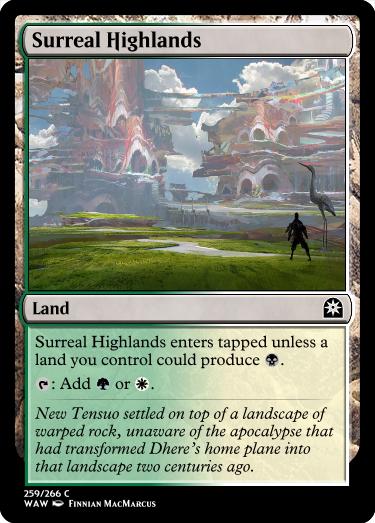 Surreal Highlands
Land
Surreal Highlands enters tapped unless a
land you control could produce .
: Add or .
New Tensuo settled on top of a landscape of
warped rock, unaware of the apocalypse that
had transformed Dhere's home plane into
that landscape two centuries ago.
259/266 C
WAW Finnian MacMarcus